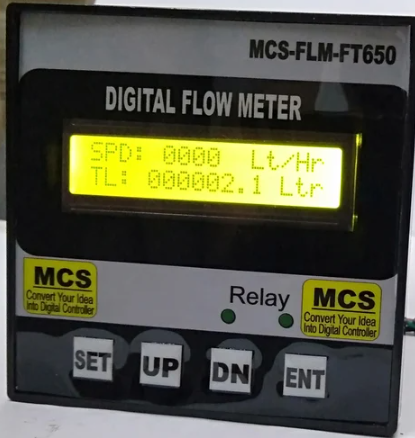 MCS-FLM-FT650
DIGITAL FLOW METER
SPD: 0000 Lt/Hr
TL: 000002.1 Ltr
MCS
Convert Your Idea
Into Digital Controller
Relay
MCS
Convert Your Idea
Into Digital Controller
SET UP DN ENT